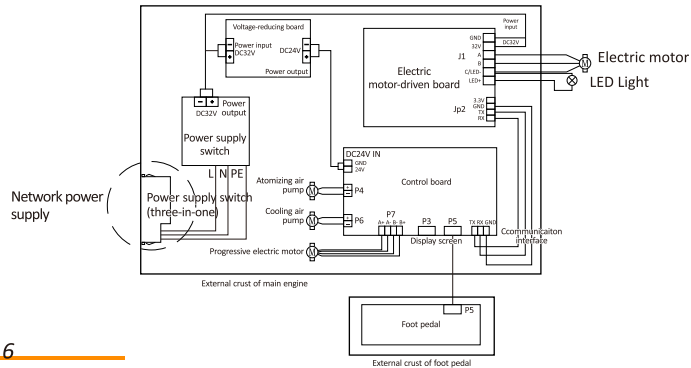 Power
input
Voltage-reducing board
GND
32V
DC32V
Power input
DC32V
DC24V
J1
A
B
C/LED-
LED+
Electric motor
LED Light
Power output
Electric
motor-driven board
Power
output
DC32V
Jp2
3.3V
GND
TX
RX
Power supply
switch
DC24V IN
GND
24V
L N PE
Atomizing air
pump
M
P4
Control board
Network power
supply
Power supply switch
(three-in-one)
Cooling air
pump
M
P6
P7
A+ A- B- B+
P3
P5
TX RX GND
Ccommunicaiton
interface
Display screen
Progressive electric motor
M
External crust of main engine
P5
Foot pedal
6
External crust of foot pedal